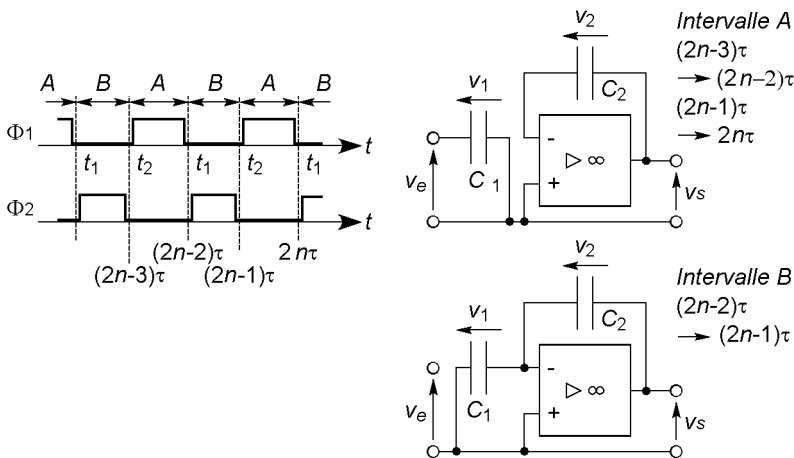 A B A B A B
Φ1
t
t1 t2 t1 t2 t1
Φ2
t
(2n-2)τ 2nτ
(2n-3)τ (2n-1)τ
v2
v1
C2
C1
-
▷ ∞
+
ve
vs
Intervalle A
(2n-3)τ
→ (2n-2)τ
(2n-1)τ
→ 2nτ
v2
v1
C2
C1
-
▷ ∞
+
ve
vs
Intervalle B
(2n-2)τ
→ (2n-1)τ